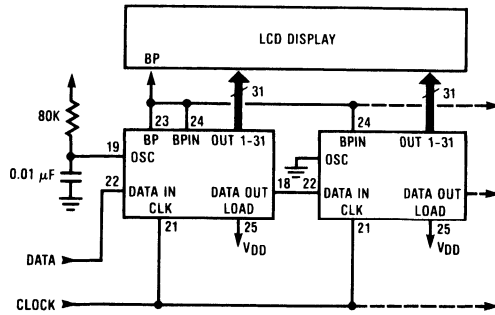 LCD DISPLAY
BP
31
31
80K
23
24
24
BP
BPIN
OUT 1-31
BPIN
OUT 1-31
19
OSC
OSC
0.01 μF
22
DATA IN
DATA OUT
18
22
DATA IN
DATA OUT
CLK
LOAD
CLK
LOAD
21
25
21
25
VDD
VDD
DATA
CLOCK